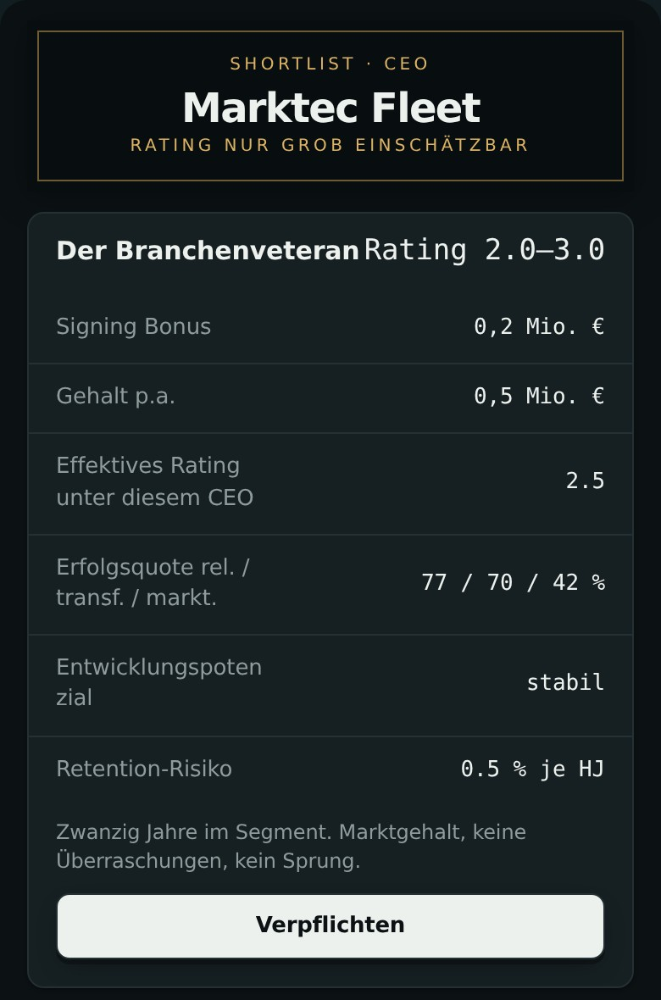 SHORTLIST · CEO
Marktec Fleet
RATING NUR GROB EINSCHÄTZBAR
Der Branchenveteran Rating 2.0–3.0
Signing Bonus 0,2 Mio. €
Gehalt p.a. 0,5 Mio. €
Effektives Rating
unter diesem CEO 2.5
Erfolgsquote rel. /
transf. / markt. 77 / 70 / 42 %
Entwicklungspoten
zial stabil
Retention-Risiko 0.5 % je HJ
Zwanzig Jahre im Segment. Marktgehalt, keine
Überraschungen, kein Sprung.
Verpflichten